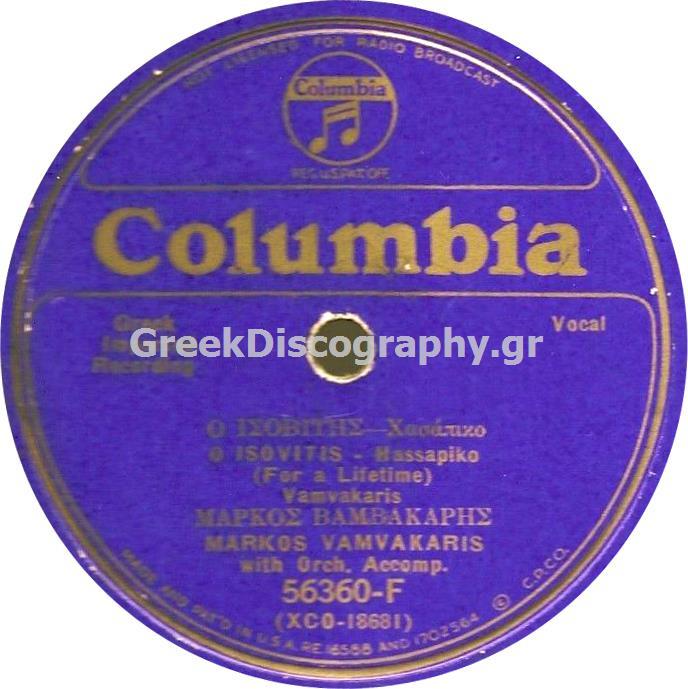 NOT LICENSED FOR RADIO BROADCAST
Columbia
REG.U.S.PAT.OFF.
Columbia
Greek
Recording
Vocal
GreekDiscography.gr
Ο ΙΣΟΒΙΤΗΣ—Χασάπικο
O ISOVITIS - Hassapiko
(For a Lifetime)
Vamvakaris
ΜΑΡΚΟΣ ΒΑΜΒΑΚΑΡΗΣ
MARKOS VAMVAKARIS
with Orch. Accomp.
56360-F
(XCO-18681)
MADE AND PAT'D IN U.S.A. RE. 16588 AND 1702564 © C.P.CO.